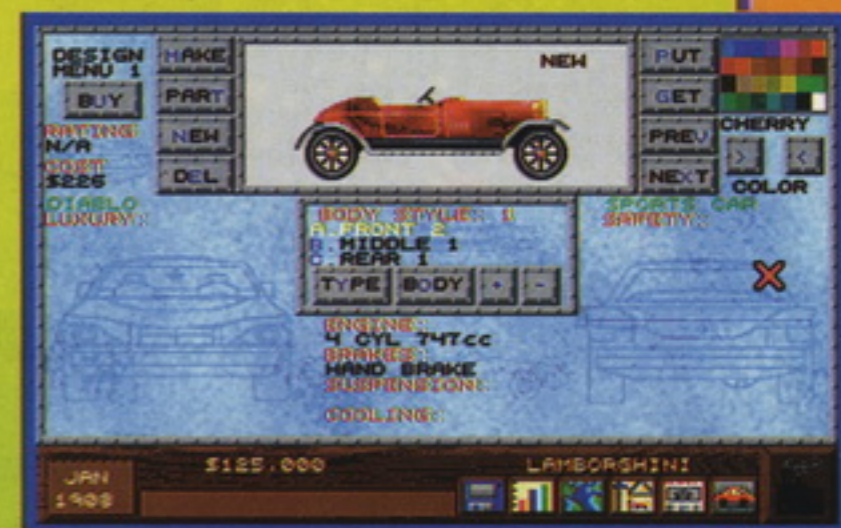 DESIGN
MENU 1
BUY
RATING:
N/A
COST
$225
DIABLO
LUXURY:
MAKE
PART
NEW
DEL
NEW
PUT
GET
PREV
NEXT
CHERRY
> <
COLOR
SPORTS CAR
SAFETY:
BODY STYLE: 1
A.FRONT 2
B.MIDDLE 1
C.REAR 1
TYPE BODY + -
ENGINE:
4 CYL 747cc
BRAKES:
HAND BRAKE
SUSPENSION:
COOLING:
JAN
1908
$125,000
LAMBORGHINI